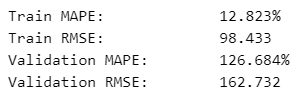 Train MAPE: 12.823%
Train RMSE: 98.433
Validation MAPE: 126.684%
Validation RMSE: 162.732